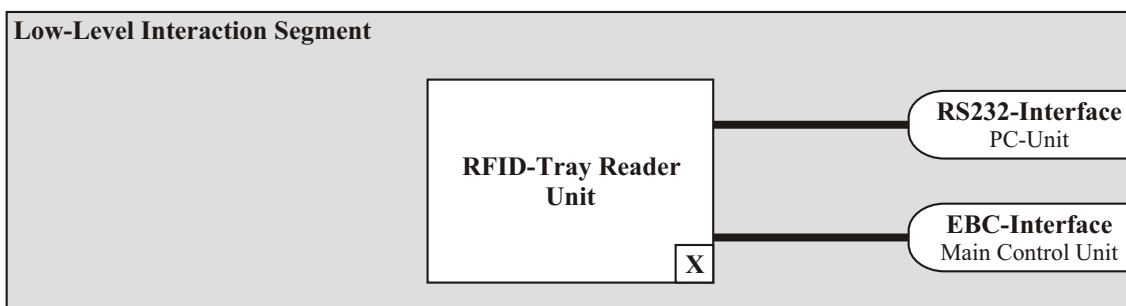 Low-Level Interaction Segment
RS232-Interface
PC-Unit
RFID-Tray Reader
Unit
EBC-Interface
Main Control Unit
X